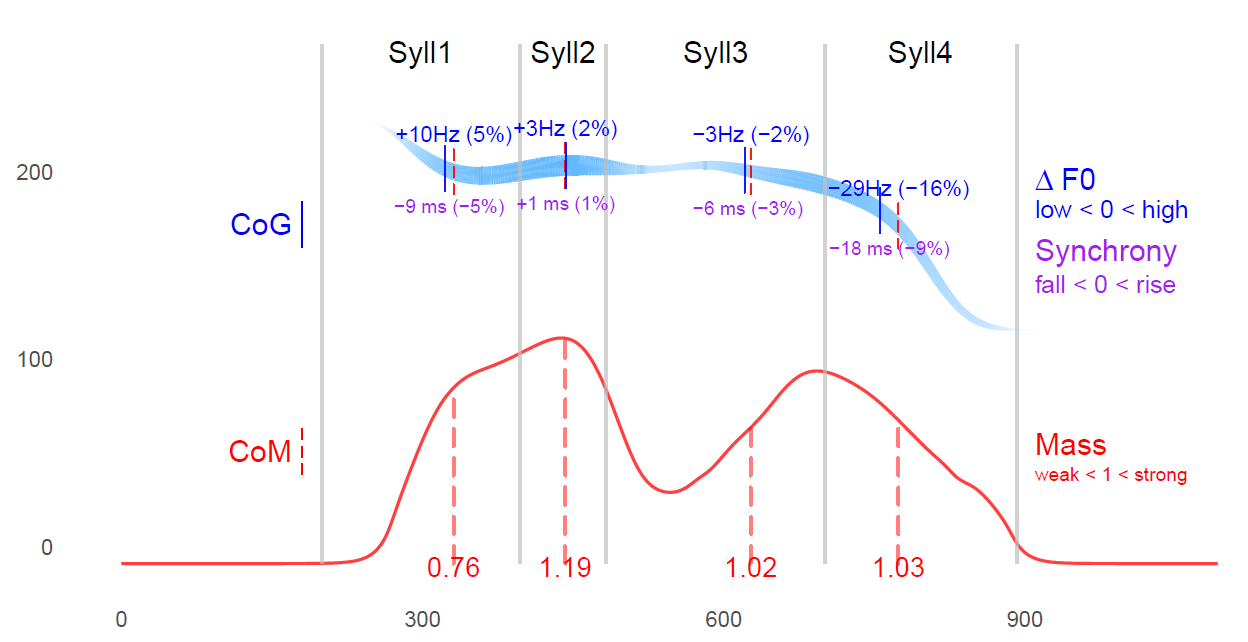 Syll1 Syll2 Syll3 Syll4
+10Hz (5%) +3Hz (2%) −3Hz (−2%)
200
−29Hz (−16%)
Δ F0
−9 ms (−5%) +1 ms (1%) −6 ms (−3%)
low < 0 < high
CoG
−18 ms (−9%)
Synchrony
fall < 0 < rise
100
CoM
Mass
weak < 1 < strong
0
0.76 1.19 1.02 1.03
0 300 600 900